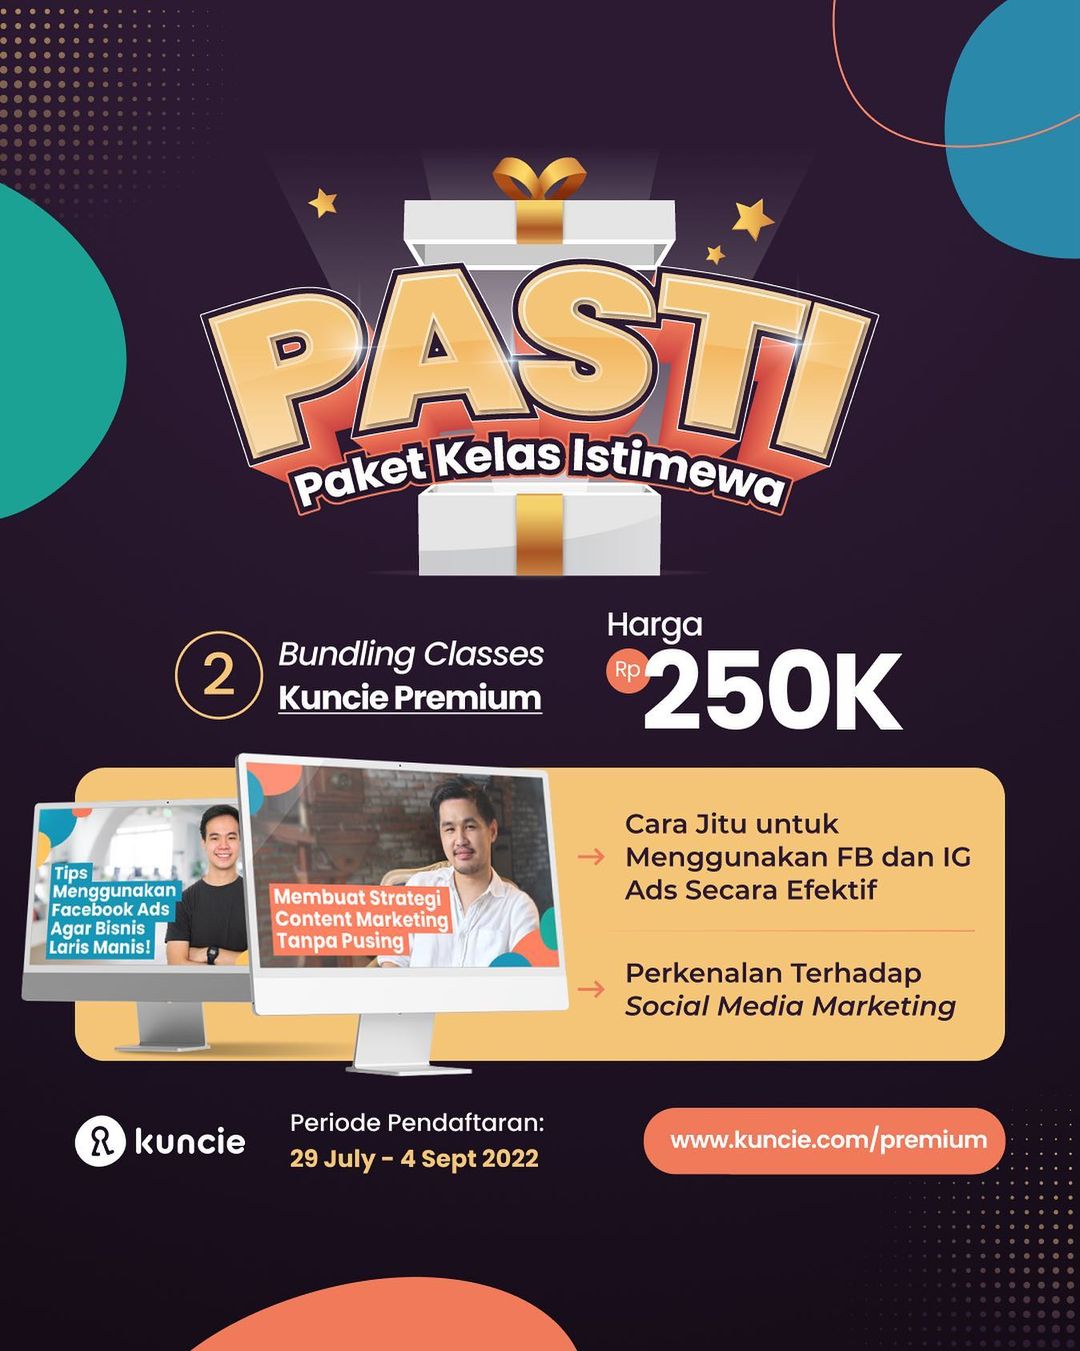 PASTI
Paket Kelas Istimewa
2
Bundling Classes
Kuncie Premium
Harga
Rp 250K
Tips
Menggunakan
Facebook Ads
Agar Bisnis
Laris Manis!
Membuat Strategi
Content Marketing
Tanpa Pusing
Cara Jitu untuk
Menggunakan FB dan IG
Ads Secara Efektif
Perkenalan Terhadap
Social Media Marketing
kuncie
Periode Pendaftaran:
29 July - 4 Sept 2022
www.kuncie.com/premium